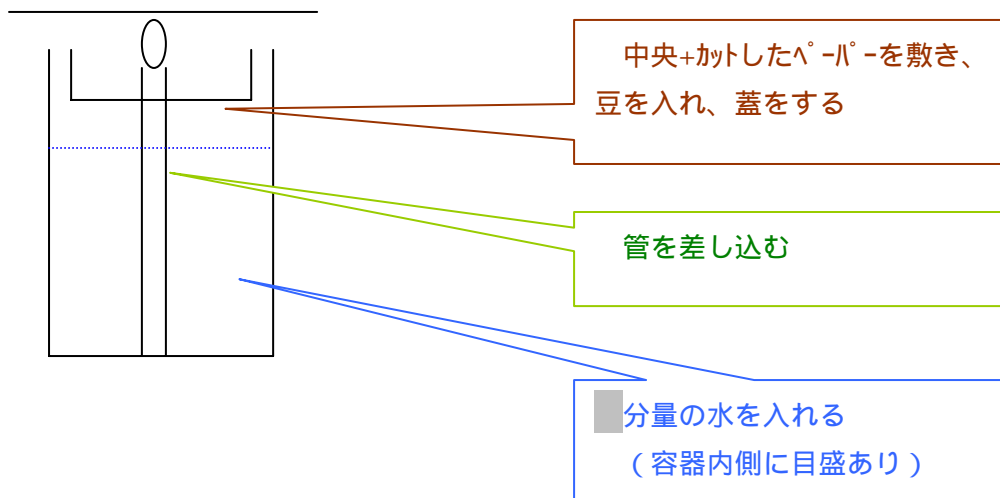 中央+ｶｯﾄしたﾍﾟｰﾊﾟｰを敷き、
豆を入れ、蓋をする
管を差し込む
分量の水を入れる
（容器内側に目盛あり）